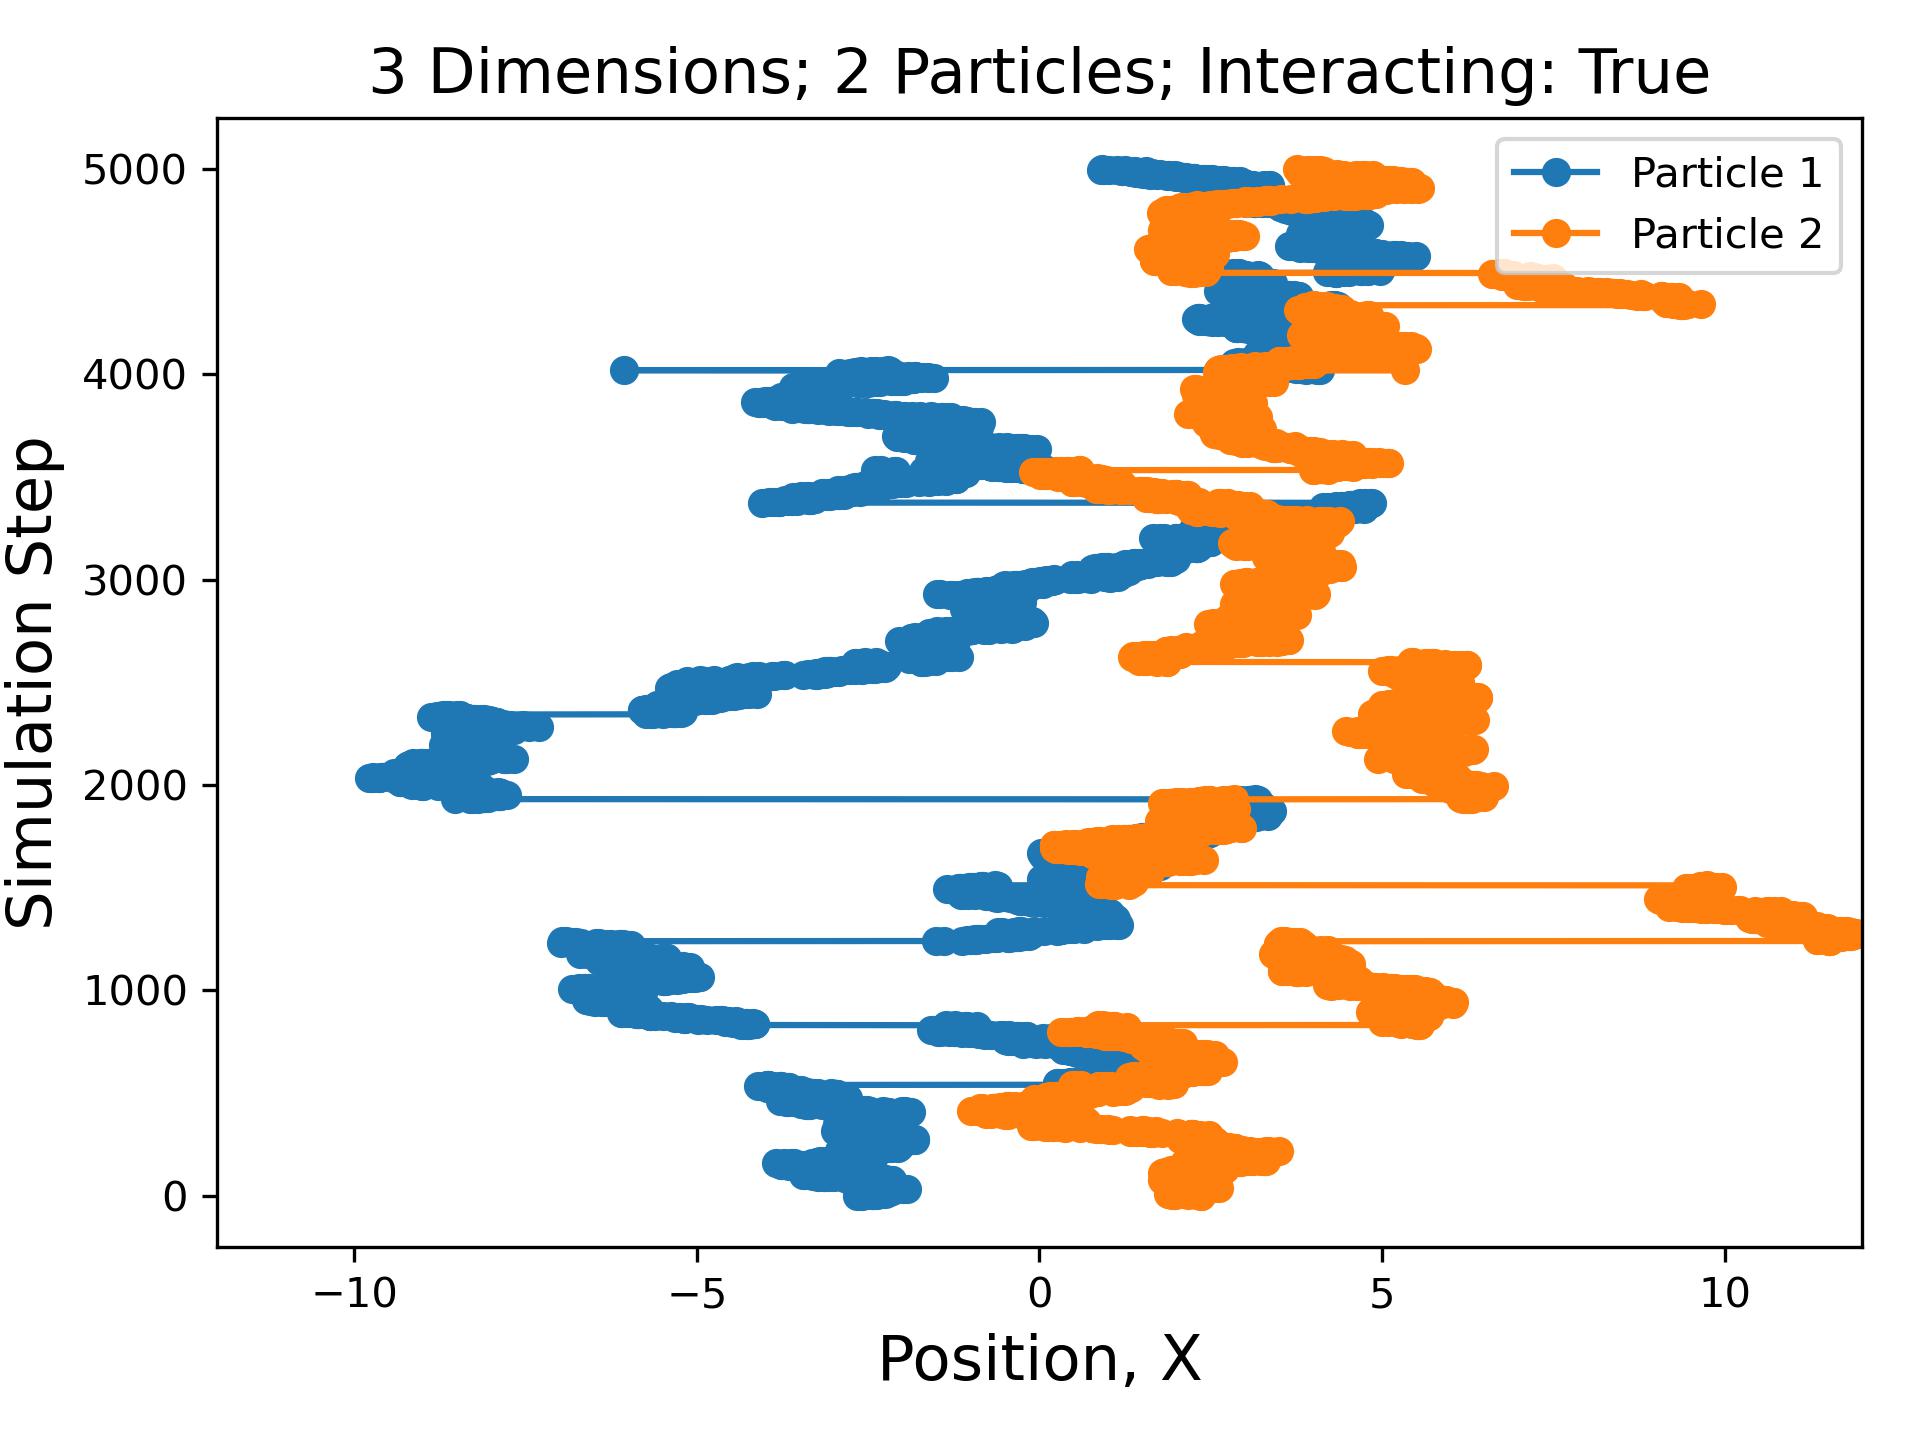 3 Dimensions; 2 Particles; Interacting: True
Particle 1
Particle 2
5000
4000
3000
2000
1000
0
Simulation Step
−10
−5
0
5
10
Position, X